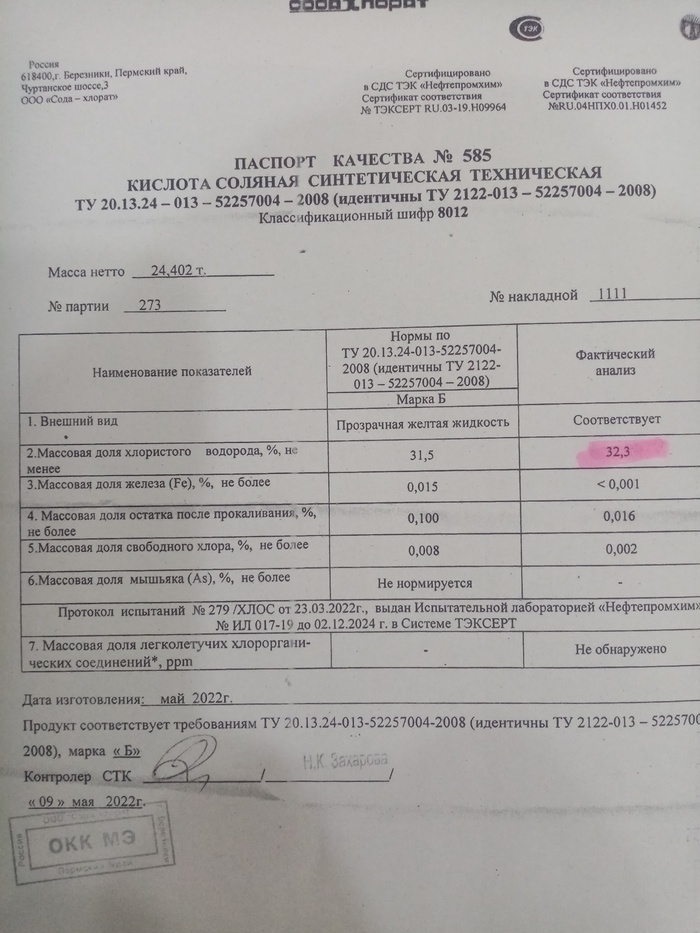 СодаХлорат
ТЭК
Россия
618400,г. Березники, Пермский край,
Чуртанское шоссе,3
ООО «Сода – хлорат»
Сертифицировано
в СДС ТЭК «Нефтепромхим»
Сертификат соответствия
№ ТЭКСЕРТ RU.03-19.Н09964
Сертифицировано
в СДС ТЭК «Нефтепромхим»
Сертификат соответствия
№RU.04НПХ0.01.Н01452
ПАСПОРТ КАЧЕСТВА № 585
КИСЛОТА СОЛЯНАЯ СИНТЕТИЧЕСКАЯ ТЕХНИЧЕСКАЯ
ТУ 20.13.24 – 013 – 52257004 – 2008 (идентичны ТУ 2122-013 – 52257004 – 2008)
Классификационный шифр 8012
Масса нетто 24,402 т.
№ партии 273
№ накладной 1111
Наименование показателей
Нормы по
ТУ 20.13.24-013-52257004-
2008 (идентичны ТУ 2122-
013 – 52257004 – 2008)
Марка Б
Фактический
анализ
1. Внешний вид
Прозрачная желтая жидкость
Соответствует
2.Массовая доля хлористого водорода, %, не
менее
31,5
32,3
3.Массовая доля железа (Fe), %, не более
0,015
< 0,001
4. Массовая доля остатка после прокаливания, %,
не более
0,100
0,016
5.Массовая доля свободного хлора, %, не более
0,008
0,002
6.Массовая доля мышьяка (As), %, не более
Не нормируется
-
Протокол испытаний № 279 /ХЛОС от 23.03.2022г., выдан Испытательной лабораторией «Нефтепромхим»
№ ИЛ 017-19 до 02.12.2024 г. в Системе ТЭКСЕРТ
7. Массовая доля легколетучих хлороргани-
ческих соединений*, ppm
-
Не обнаружено
Дата изготовления: май 2022г.
Продукт соответствует требованиям ТУ 20.13.24-013-52257004-2008 (идентичны ТУ 2122-013 – 5225700
2008), марка « Б»
Контролер СТК / Н.К. Захарова /
« 09 » мая 2022г.
Россия
ОКК МЭ